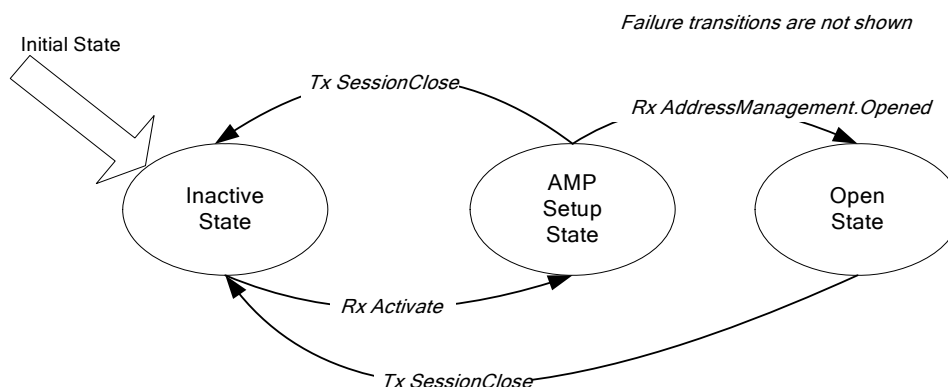 Failure transitions are not shown
Initial State
Tx SessionClose
Rx AddressManagement.Opened
Inactive
State
AMP
Setup
State
Open
State
Rx Activate
Tx SessionClose